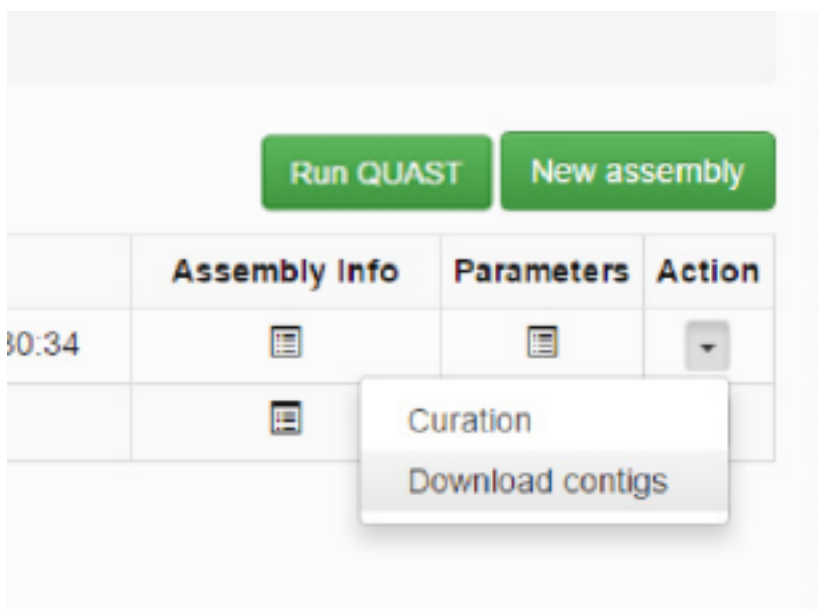 Run QUAST New assembly
Assembly Info Parameters Action
30:34
Curation
Download contigs